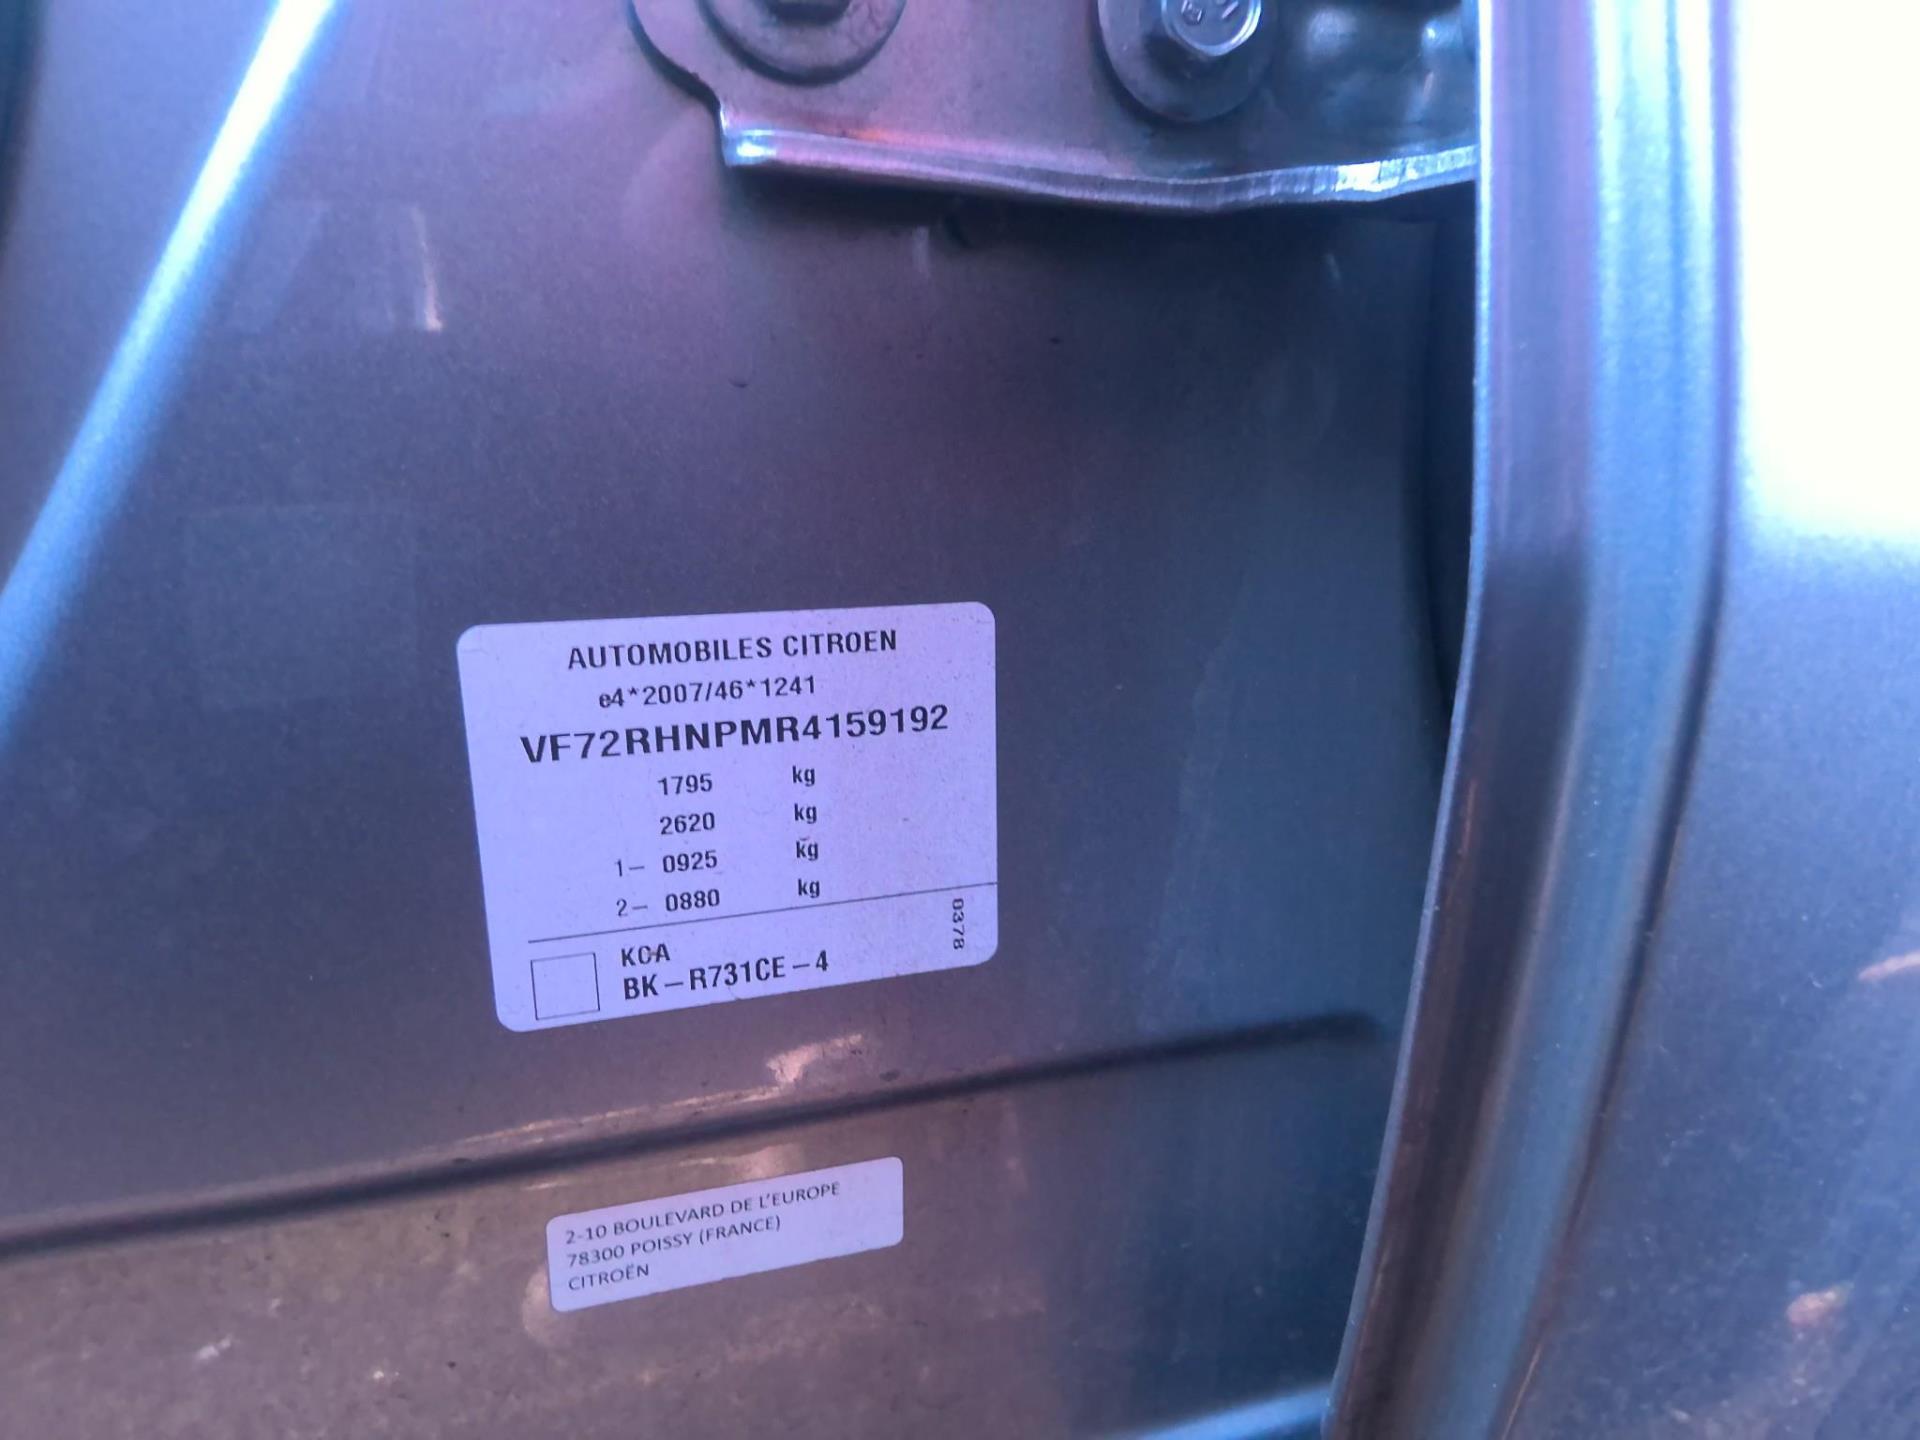 AUTOMOBILES CITROEN
e4*2007/46*1241
VF72RHNPMR4159192
1795 kg
2620 kg
1- 0925 kg
2- 0880 kg
0378
KCA
BK-R731CE-4
2-10 BOULEVARD DE L'EUROPE
78300 POISSY (FRANCE)
CITROËN